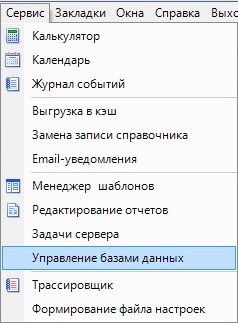 Сервис Закладки Окна Справка
Калькулятор
Календарь
Журнал событий
Выгрузка в кэш
Замена записи справочника
Email-уведомления
Менеджер шаблонов
Редактирование отчетов
Задачи сервера
Управление базами данных
Трассировщик
Формирование файла настроек